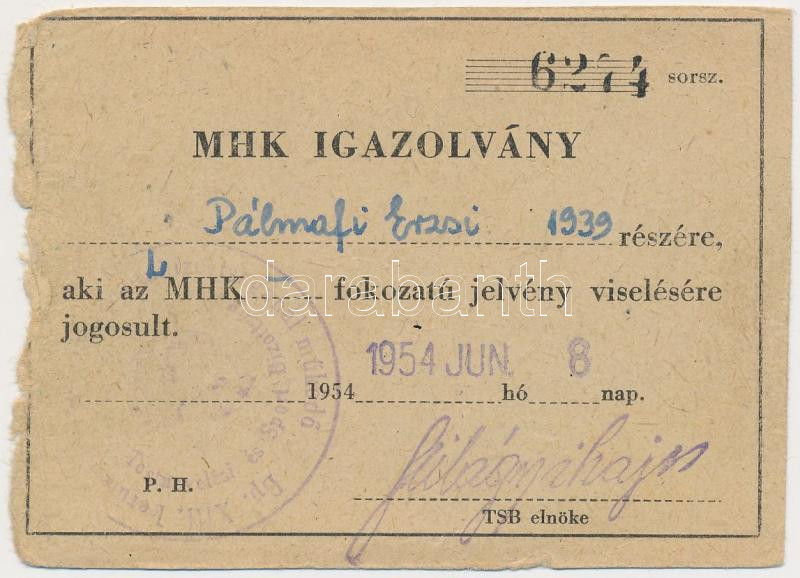 6274 sorsz.
MHK IGAZOLVÁNY
Pálmafi Erzsi 1939 részére,
aki az MHK I fokozatú jelvény viselésére
jogosult.
1954 JUN. 8
1954 hó nap.
P. H.
TSB elnöke
darabanth